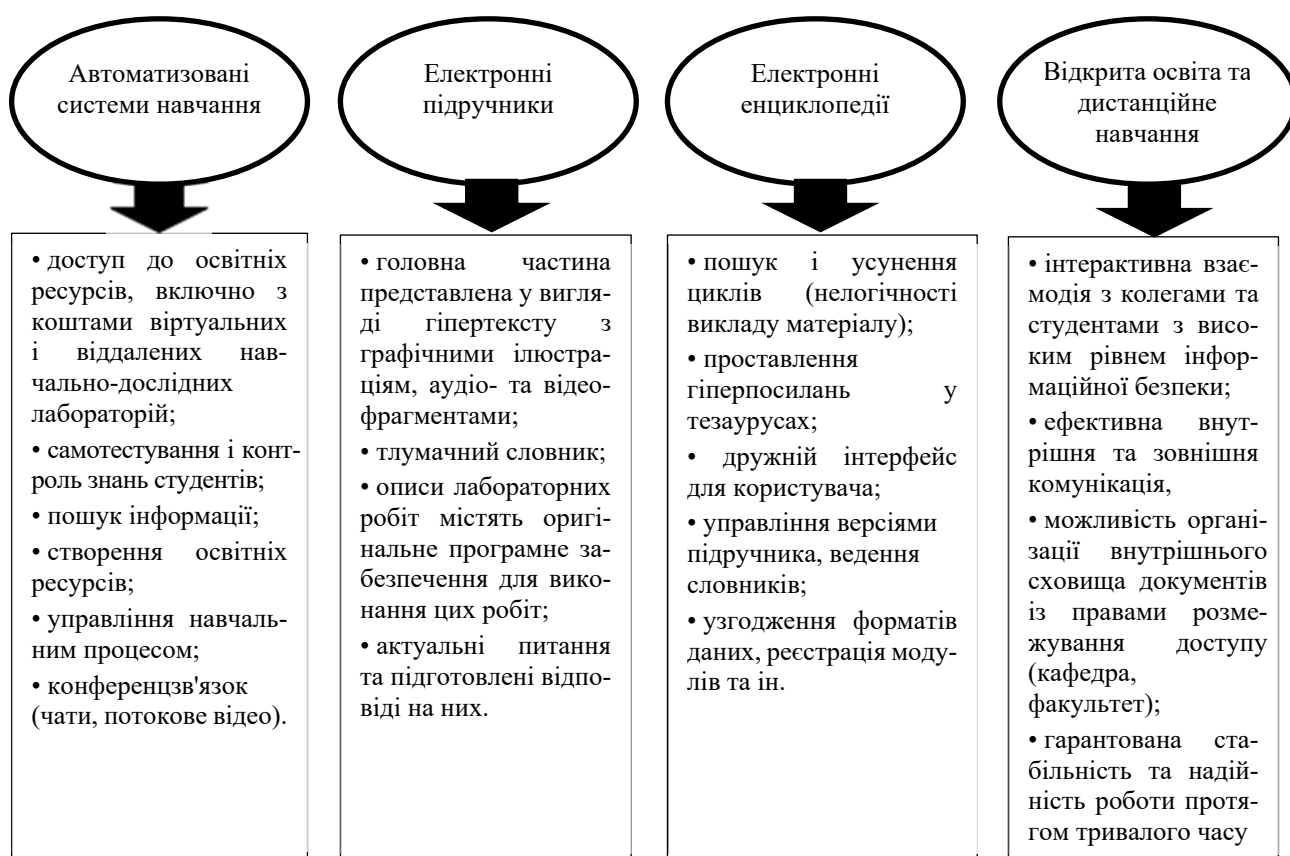 Автоматизовані
системи навчання
Електронні
підручники
Електронні
енциклопедії
Відкрита освіта та
дистанційне
навчання
• доступ до освітніх
ресурсів, включно з
коштами віртуальних
і віддалених нав-
чально-дослідних
лабораторій;
• самотестування і конт-
роль знань студентів;
• пошук інформації;
• створення освітніх
ресурсів;
• управління навчаль-
ним процесом;
• конференцзв'язок
(чати, потокове відео).
• головна частина
представлена у вигля-
ді гіпертексту з
графічними ілюстра-
ціям, аудіо- та відео-
фрагментами;
• тлумачний словник;
• описи лабораторних
робіт містять оригі-
нальне програмне за-
безпечення для вико-
нання цих робіт;
• актуальні питання
та підготовлені відпо-
віді на них.
• пошук і усунення
циклів (нелогічності
викладу матеріалу);
• проставлення
гіперпосилань у
тезаурусах;
• дружній інтерфейс
для користувача;
• управління версіями
підручника, ведення
словників;
• узгодження форматів
даних, реєстрація моду-
лів та ін.
• інтерактивна взає-
модія з колегами та
студентами з висо-
ким рівнем інфор-
маційної безпеки;
• ефективна внут-
рішня та зовнішня
комунікація,
• можливість органі-
зації внутрішнього
сховища документів
із правами розме-
жування доступу
(кафедра,
факультет);
• гарантована ста-
більність та надій-
ність роботи протя-
гом тривалого часу